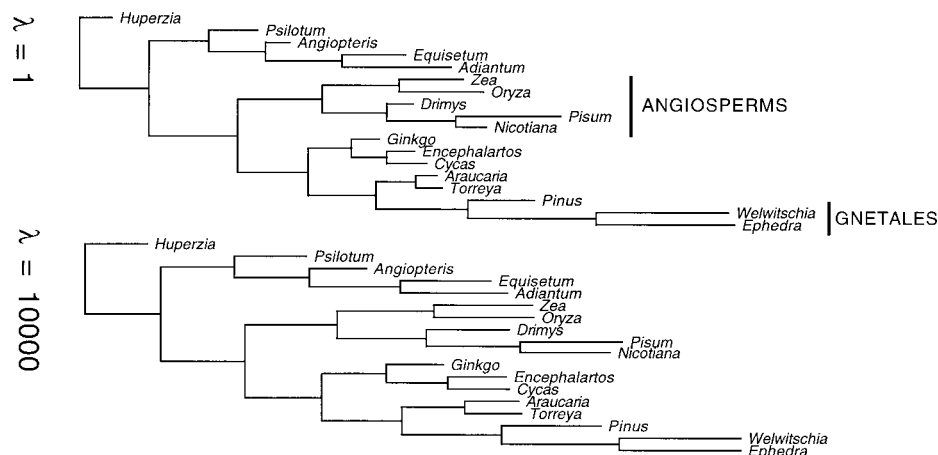 λ = 1
Huperzia
Psilotum
Angiopteris
Equisetum
Adiantum
Zea
Oryza
Drimys
Pisum
Nicotiana
ANGIOSPERMS
Ginkgo
Encephalartos
Cycas
Araucaria
Torreya
Pinus
Welwitschia
Ephedra
GNETALES
λ = 10000
Huperzia
Psilotum
Angiopteris
Equisetum
Adiantum
Zea
Oryza
Drimys
Pisum
Nicotiana
Ginkgo
Encephalartos
Cycas
Araucaria
Torreya
Pinus
Welwitschia
Ephedra